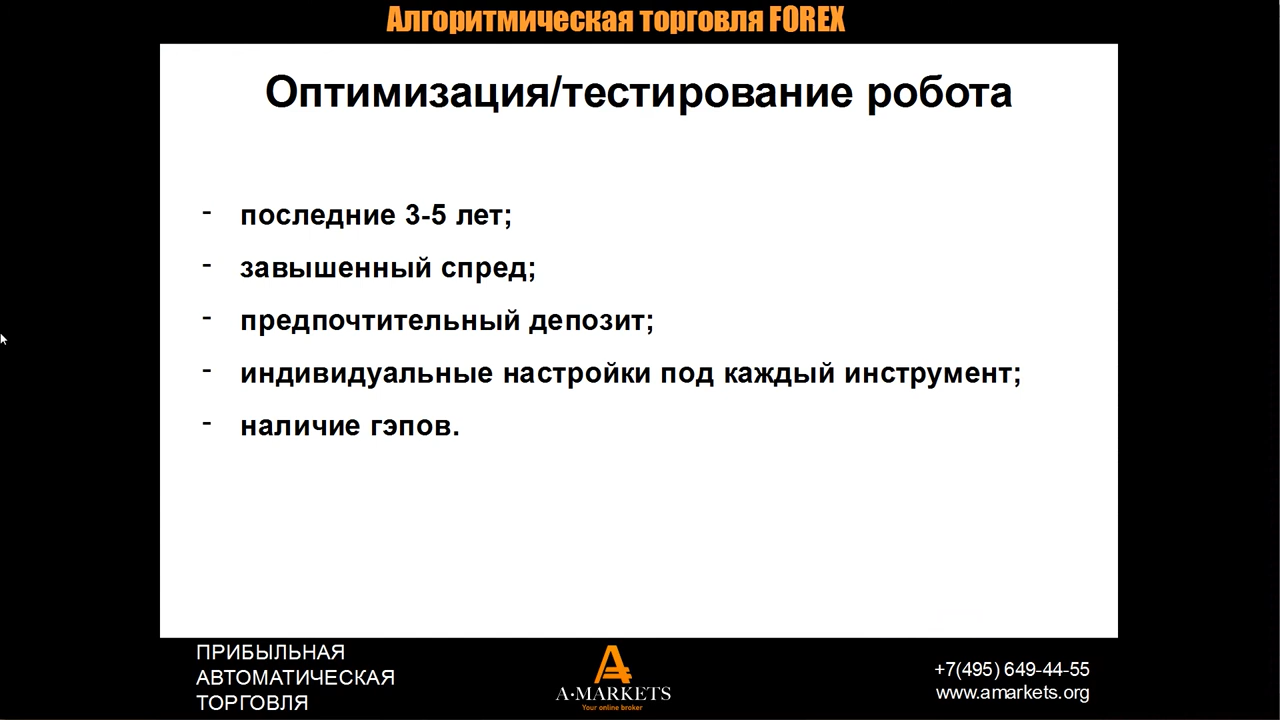 Алгоритмическая торговля FOREX
Оптимизация/тестирование робота
- последние 3-5 лет;
- завышенный спред;
- предпочтительный депозит;
- индивидуальные настройки под каждый инструмент;
- наличие гэпов.
ПРИБЫЛЬНАЯ
АВТОМАТИЧЕСКАЯ
ТОРГОВЛЯ
A·MARKETS
Your online broker
+7(495) 649-44-55
www.amarkets.org